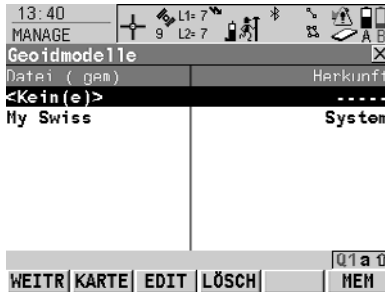 13:40
MANAGE
9
L1= 7
L2= 7
A B
Geoidmodelle
Datei ( gem) Herkunft
<Kein(e)> -----
My Swiss System
Q1a
WEITR KARTE EDIT LÖSCH MEM